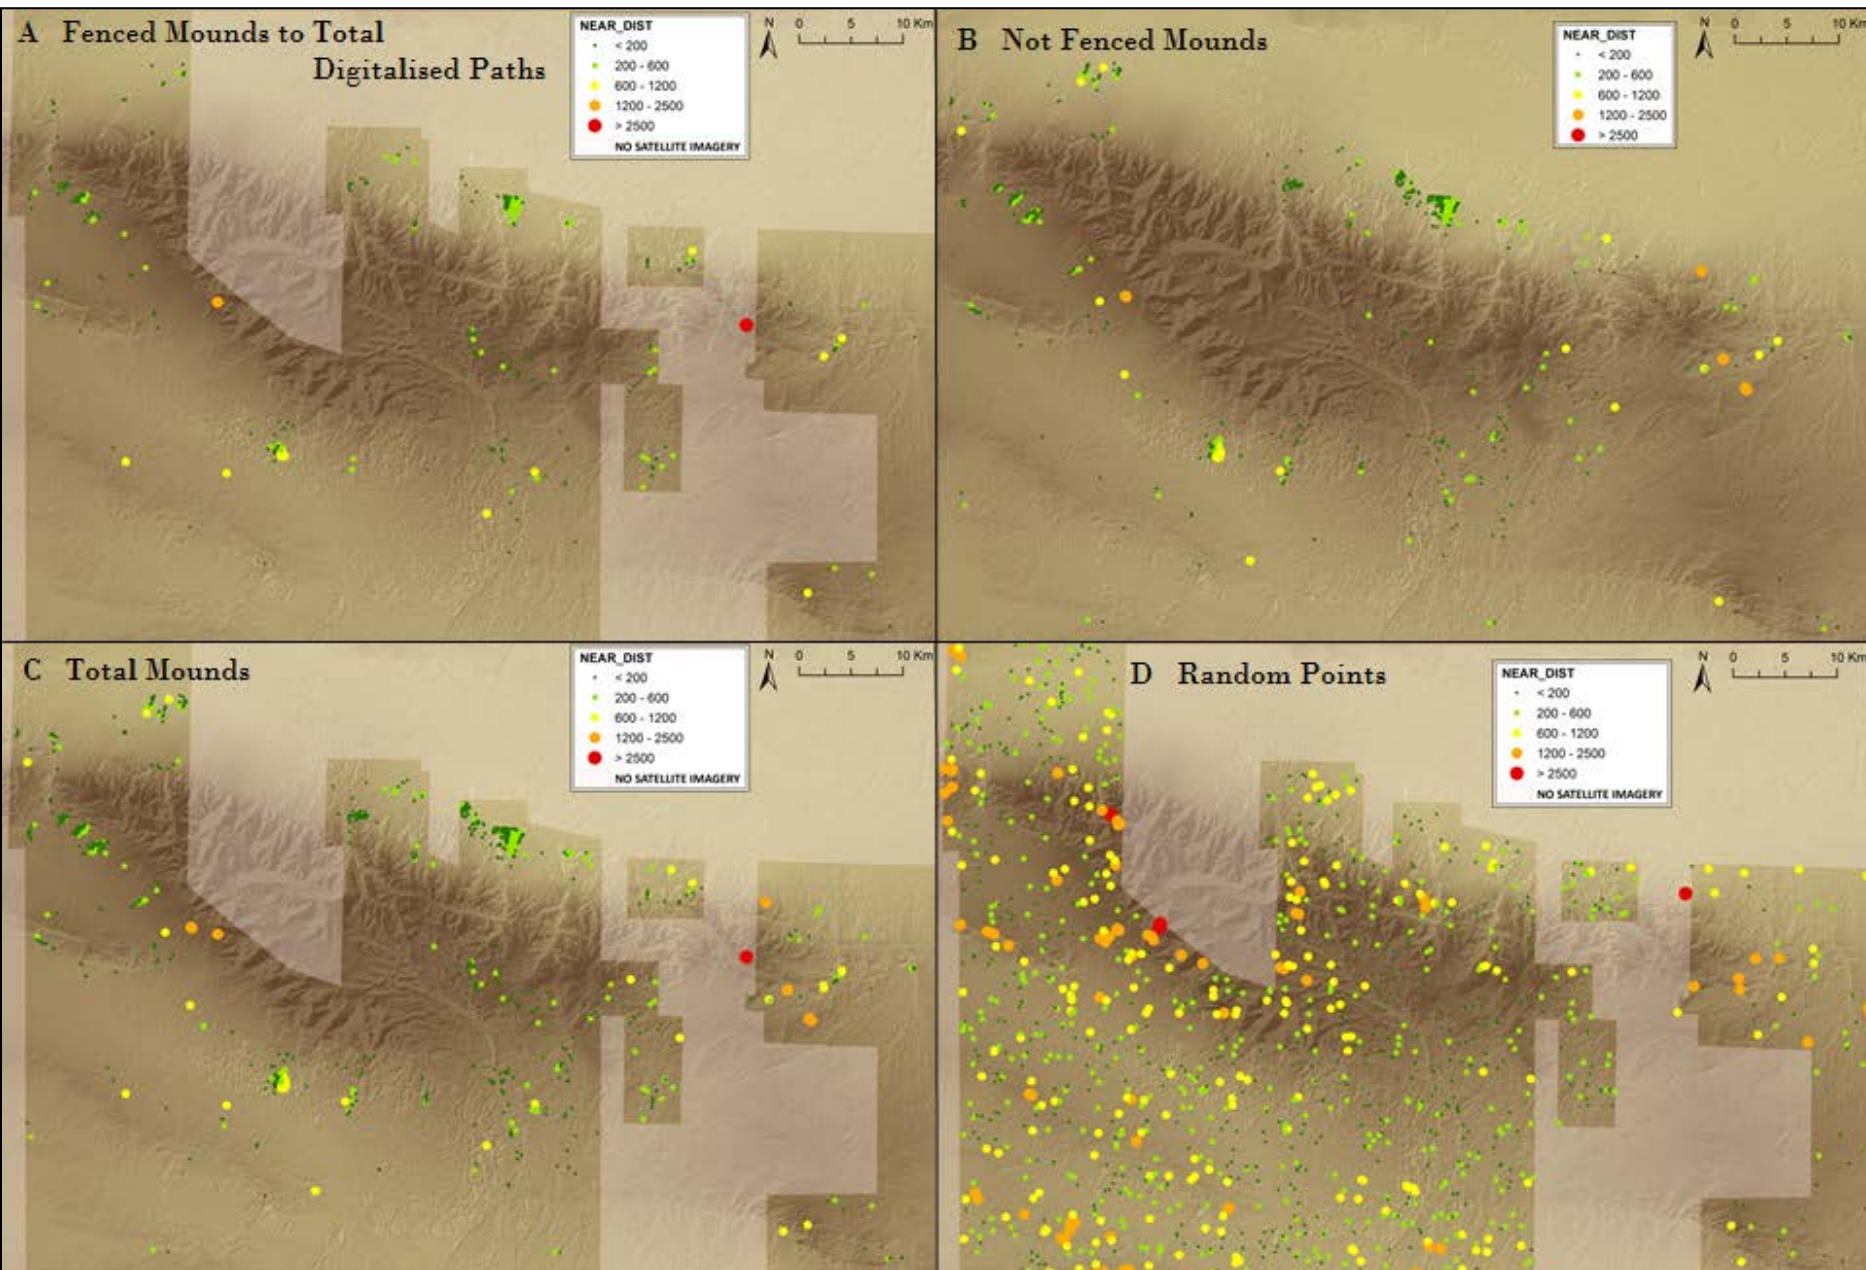 A Fenced Mounds to Total
Digitalised Paths
NEAR_DIST
< 200
200 - 600
600 - 1200
1200 - 2500
> 2500
NO SATELLITE IMAGERY
N
0 5 10 Km
B Not Fenced Mounds
NEAR_DIST
< 200
200 - 600
600 - 1200
1200 - 2500
> 2500
N
0 5 10 Km
C Total Mounds
NEAR_DIST
< 200
200 - 600
600 - 1200
1200 - 2500
> 2500
NO SATELLITE IMAGERY
N
0 5 10 Km
D Random Points
NEAR_DIST
< 200
200 - 600
600 - 1200
1200 - 2500
> 2500
NO SATELLITE IMAGERY
N
0 5 10 Km